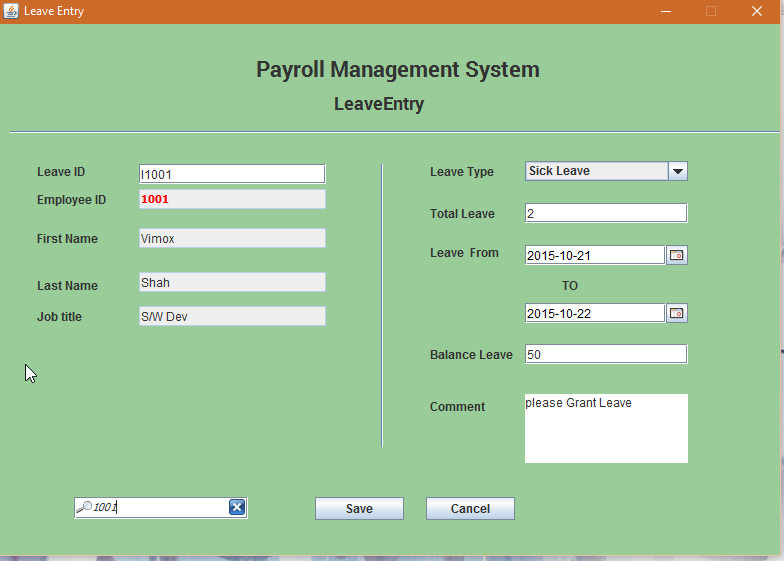 Leave Entry
Payroll Management System
LeaveEntry
Leave ID l1001
Employee ID 1001
First Name Vimox
Last Name Shah
Job title S/W Dev
Leave Type Sick Leave
Total Leave 2
Leave From 2015-10-21
TO
2015-10-22
Balance Leave 50
Comment please Grant Leave
1001
Save Cancel